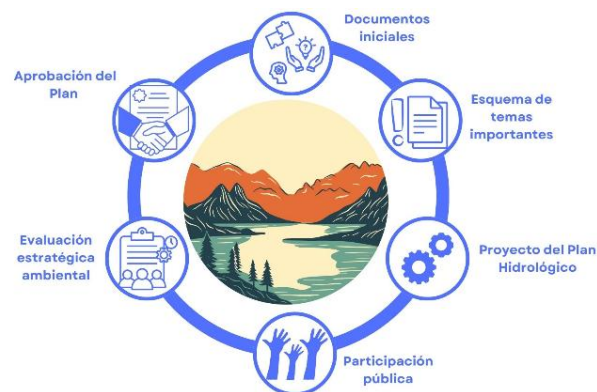 Documentos
iniciales
Esquema de
temas
importantes
Proyecto del Plan
Hidrológico
Participación
pública
Evaluación
estratégica
ambiental
Aprobación del
Plan